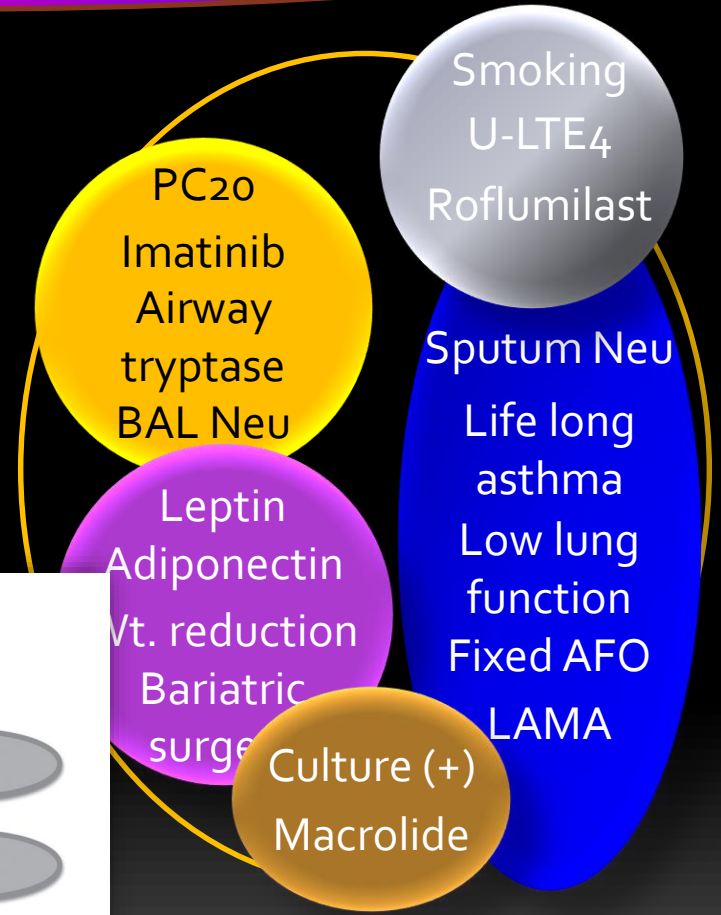 Smoking
U-LTE4
Roflumilast
PC20
Imatinib
Airway
tryptase
BAL Neu
Sputum Neu
Life long
asthma
Low lung
function
Fixed AFO
LAMA
Leptin
Adiponectin
reduction
Bariatric
Culture (+)
Macrolide